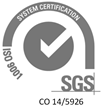 SYSTEM CERTIFICATION
ISO 9001
SGS
CO 14/5926